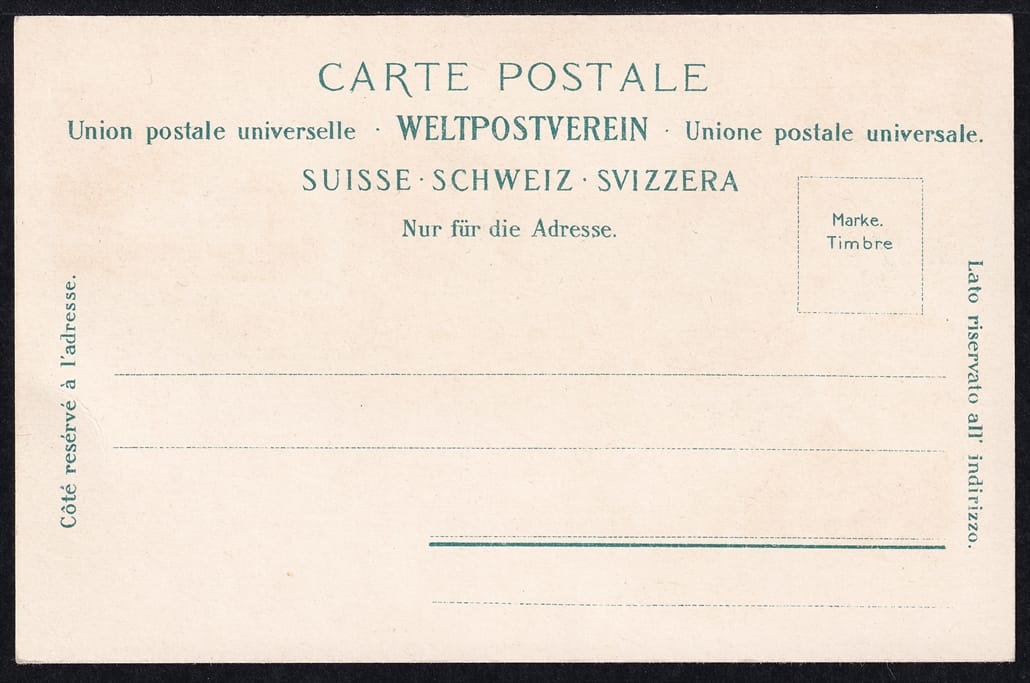 CARTE POSTALE
Union postale universelle · WELTPOSTVEREIN · Unione postale universale.
SUISSE · SCHWEIZ · SVIZZERA
Nur für die Adresse.
Marke.
Timbre
Côté resérvé à l'adresse.
Lato riservato all' indirizzo.